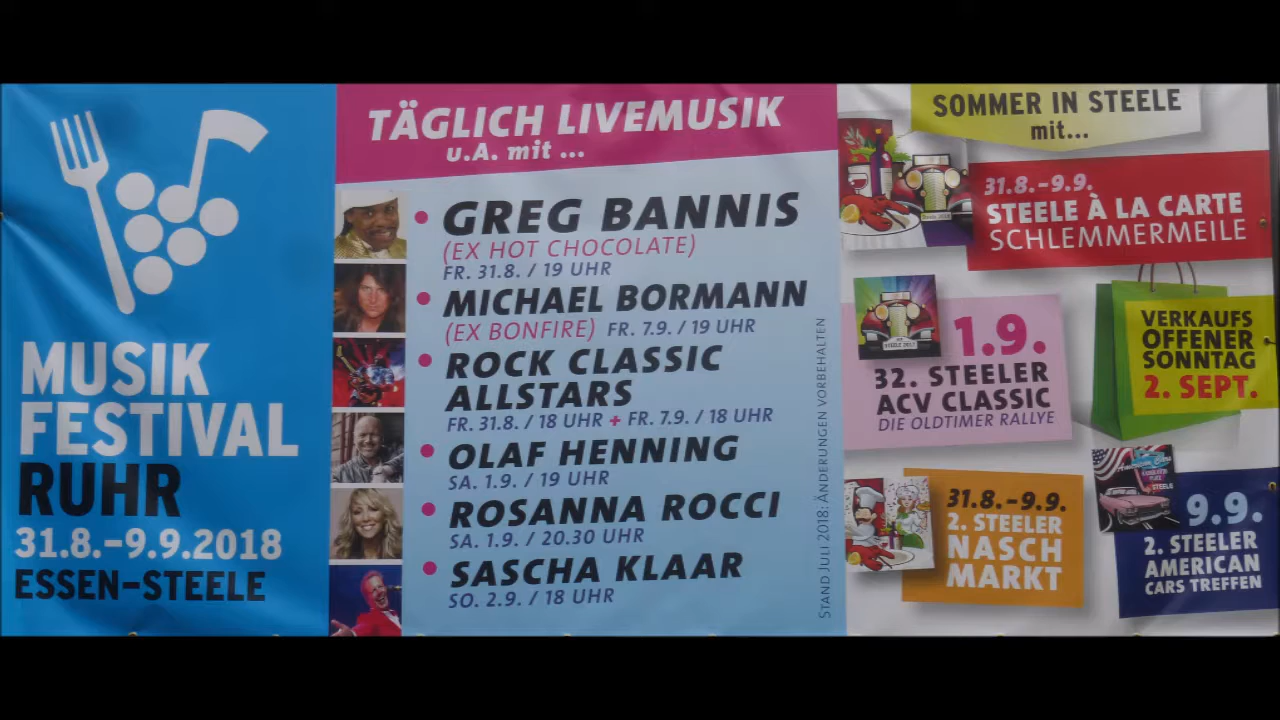 MUSIK
FESTIVAL
RUHR
31.8.-9.9.2018
ESSEN-STEELE
TÄGLICH LIVEMUSIK
u.A. mit ...
GREG BANNIS
(EX HOT CHOCOLATE)
FR. 31.8. / 19 UHR
MICHAEL BORMANN
(EX BONFIRE) FR. 7.9. / 19 UHR
ROCK CLASSIC
ALLSTARS
FR. 31.8. / 18 UHR + FR. 7.9. / 18 UHR
OLAF HENNING
SA. 1.9. / 19 UHR
ROSANNA ROCCI
SA. 1.9. / 20.30 UHR
SASCHA KLAAR
SO. 2.9. / 18 UHR
STAND JULI 2018: ÄNDERUNGEN VORBEHALTEN
SOMMER IN STEELE
mit...
31.8.-9.9.
STEELE À LA CARTE
SCHLEMMERMEILE
1.9.
32. STEELER
ACV CLASSIC
DIE OLDTIMER RALLYE
VERKAUFS
OFFENER
SONNTAG
2. SEPT.
31.8.-9.9.
2. STEELER
NASCH
MARKT
9.9.
2. STEELER
AMERICAN
CARS TREFFEN